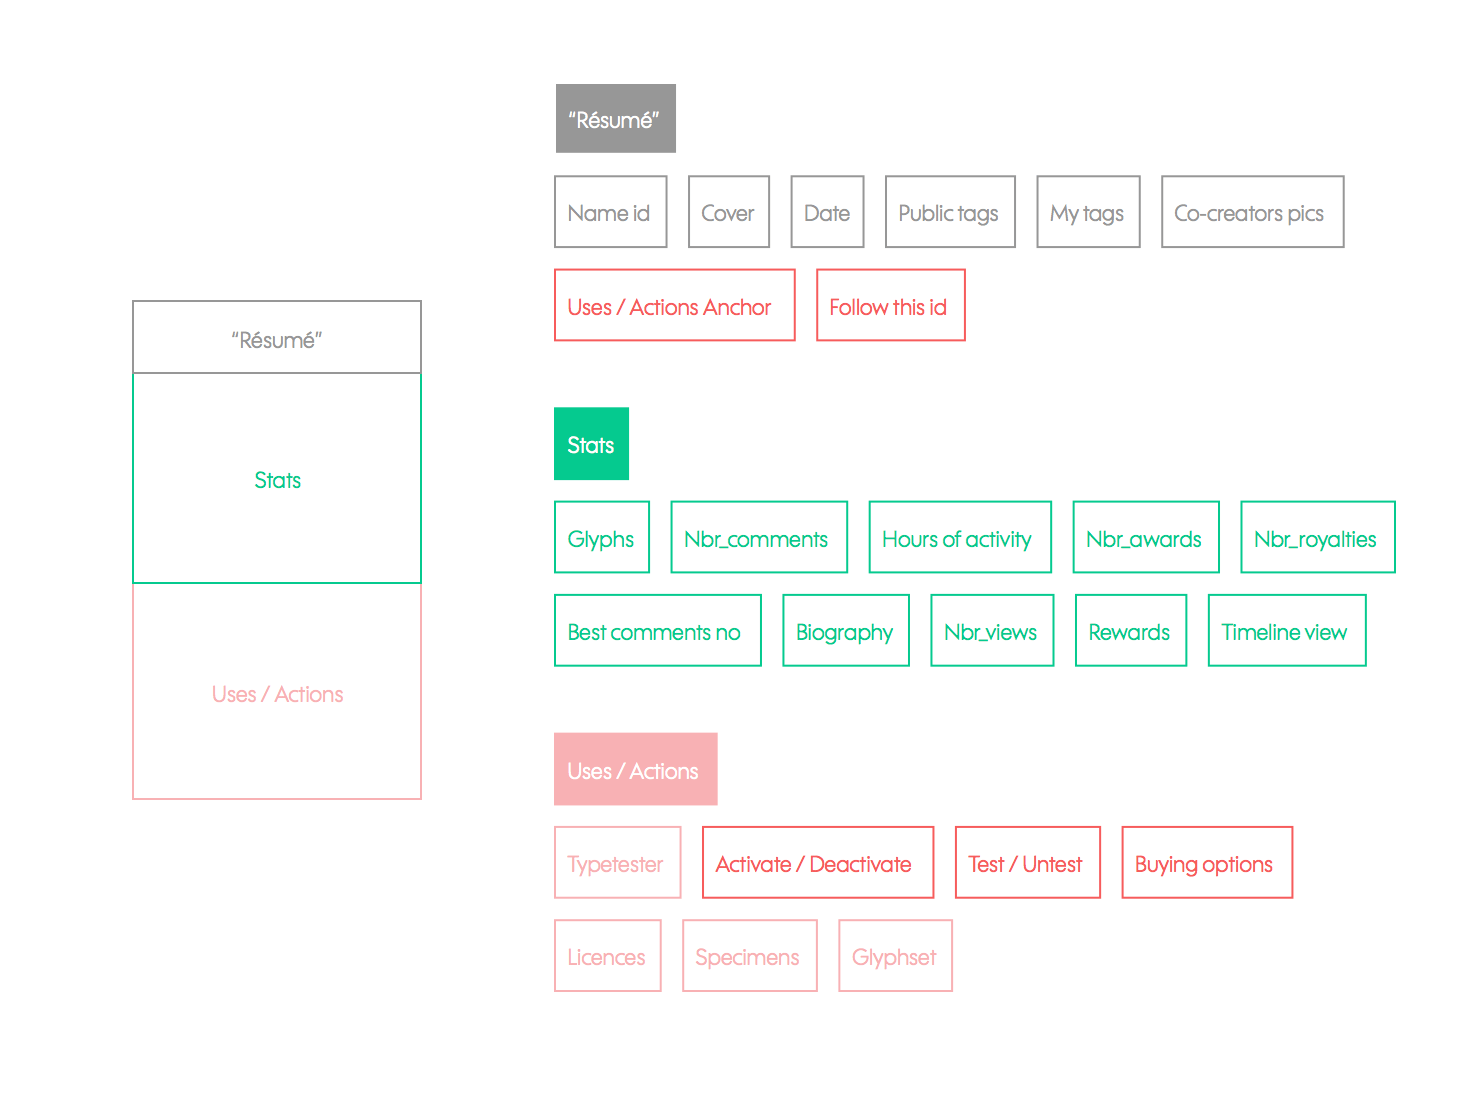 “Résumé”
Stats
Uses / Actions
“Résumé”
Name id
Cover
Date
Public tags
My tags
Co-creators pics
Uses / Actions Anchor
Follow this id
Stats
Glyphs
Nbr_comments
Hours of activity
Nbr_awards
Nbr_royalties
Best comments no
Biography
Nbr_views
Rewards
Timeline view
Uses / Actions
Typetester
Activate / Deactivate
Test / Untest
Buying options
Licences
Specimens
Glyphset